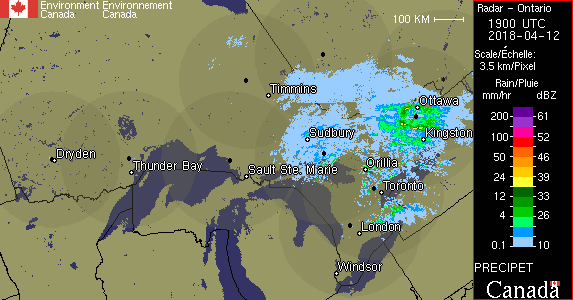 Environment Environnement
Canada Canada
100 KM
Timmins
Ottawa
Sudbury
Kingston
Dryden
Thunder Bay
Orillia
Sault Ste. Marie
Toronto
London
Windsor
Radar - Ontario
1900 UTC
2018-04-12
Scale/Échelle:
3.5 km/Pixel
Rain/Pluie
mm/hr dBZ
200 61
100 52
50 46
24 39
12 33
4 26
1 20
0.1 10
PRECIPET
Canada